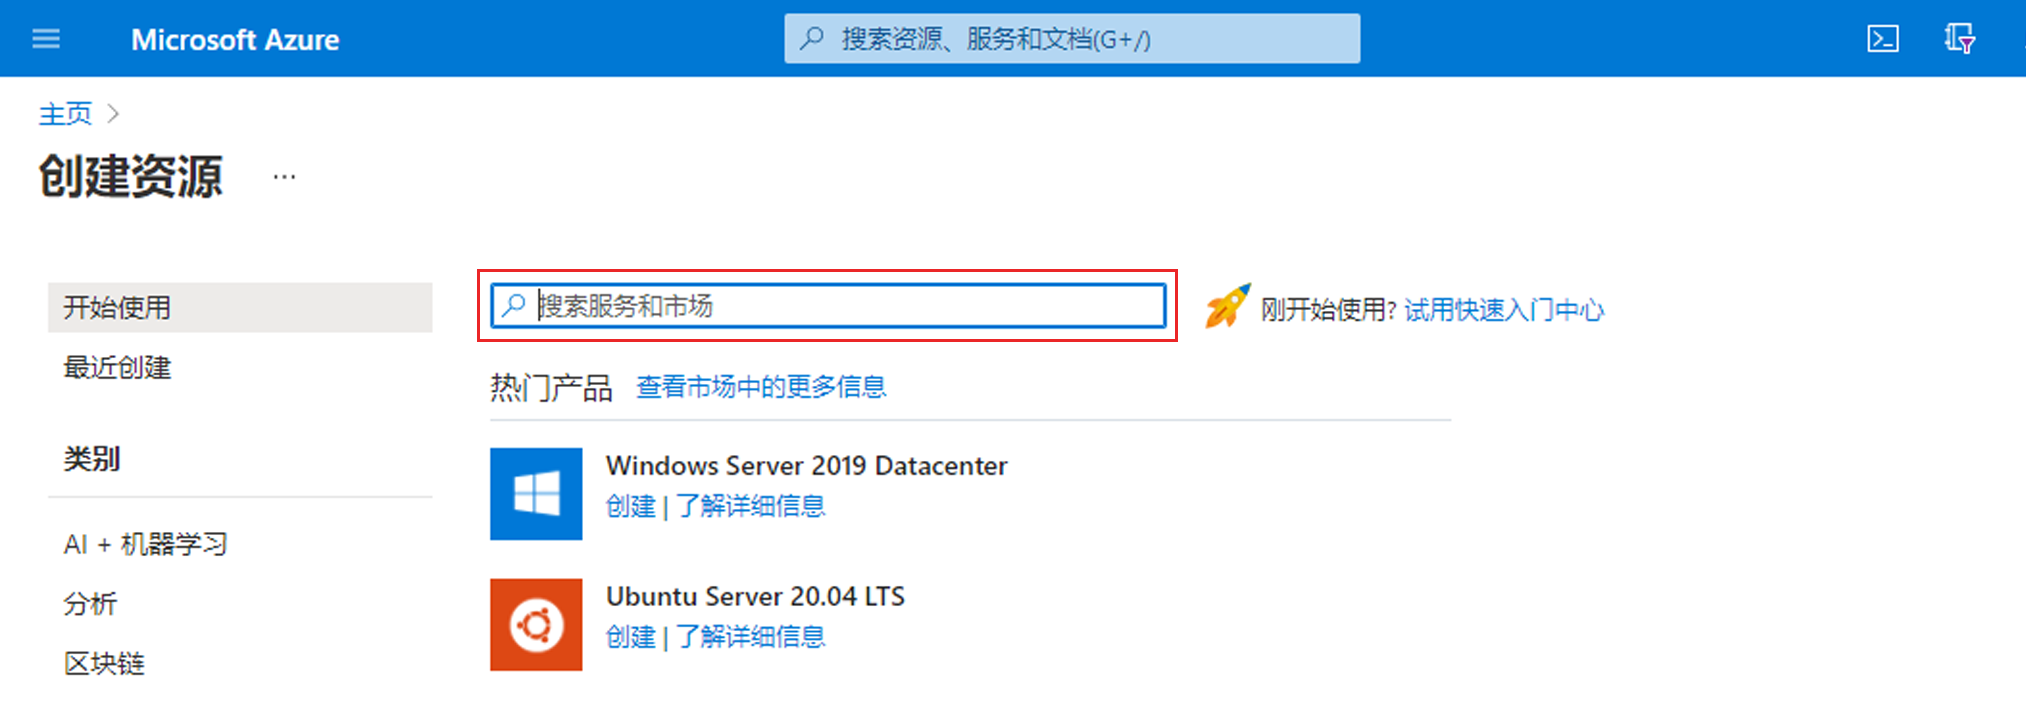 Microsoft Azure
搜索资源、服务和文档(G+/)
主页
创建资源 ...
开始使用
最近创建
类别
AI + 机器学习
分析
区块链
搜索服务和市场
刚开始使用? 试用快速入门中心
热门产品 查看市场中的更多信息
Windows Server 2019 Datacenter
创建 | 了解详细信息
Ubuntu Server 20.04 LTS
创建 | 了解详细信息